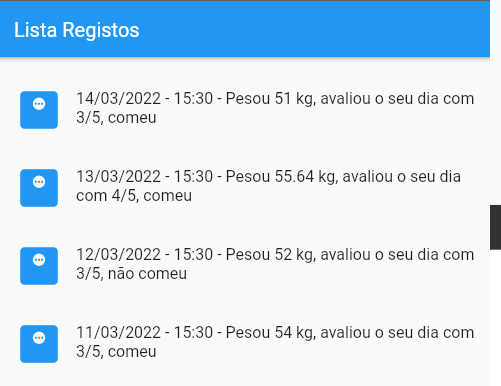 Lista Registos
14/03/2022 - 15:30 - Pesou 51 kg, avaliou o seu dia com
3/5, comeu
13/03/2022 - 15:30 - Pesou 55.64 kg, avaliou o seu dia
com 4/5, comeu
12/03/2022 - 15:30 - Pesou 52 kg, avaliou o seu dia com
3/5, não comeu
11/03/2022 - 15:30 - Pesou 54 kg, avaliou o seu dia com
3/5, comeu